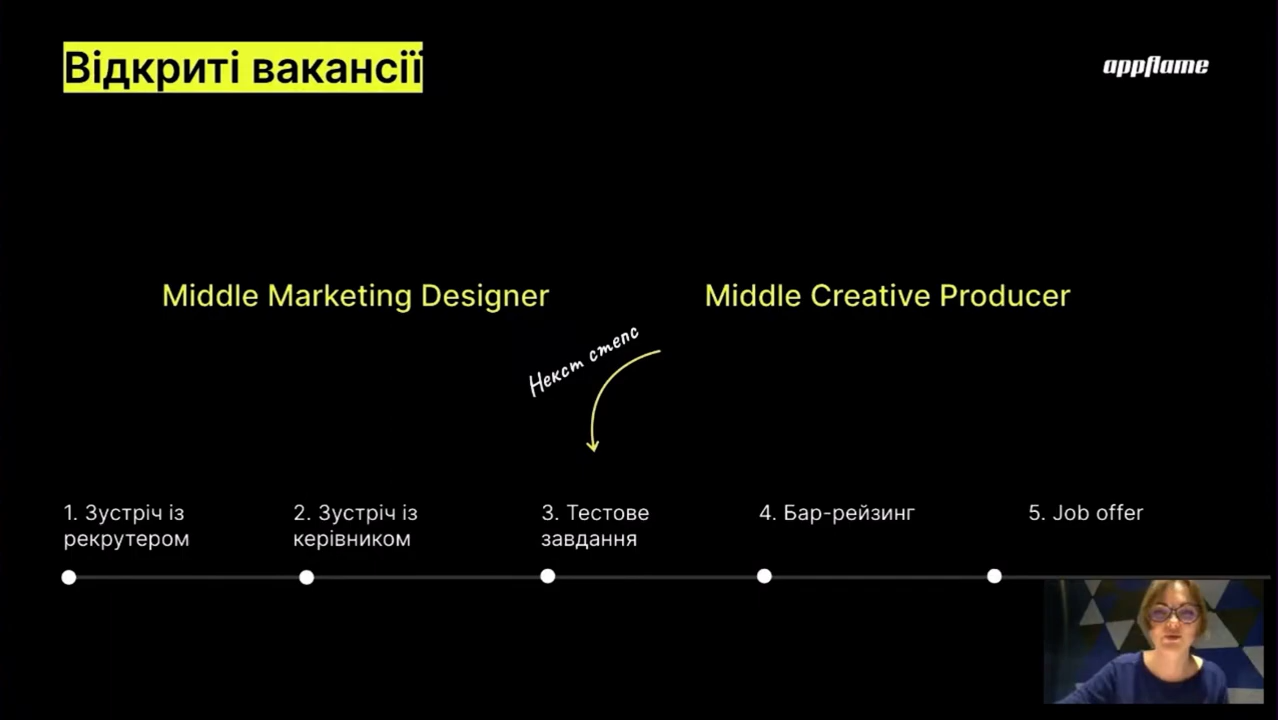 Відкриті вакансії
appflame
Middle Marketing Designer
Middle Creative Producer
Некст степс
1. Зустріч із
рекрутером
2. Зустріч із
керівником
3. Тестове
завдання
4. Бар-рейзинг
5. Job offer